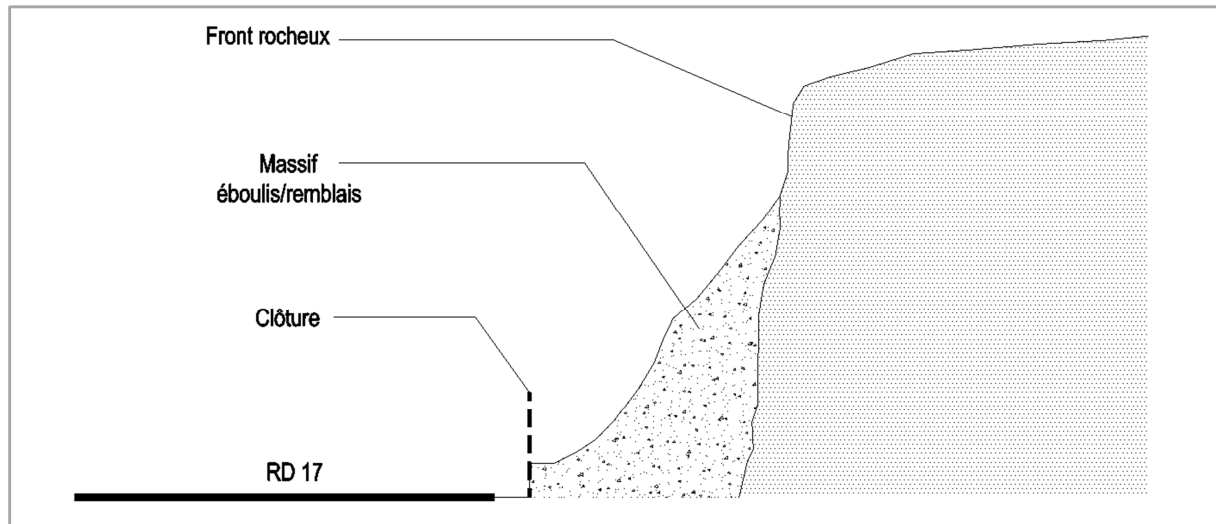 Front rocheux
Massif
éboulis/remblais
Clôture
RD 17